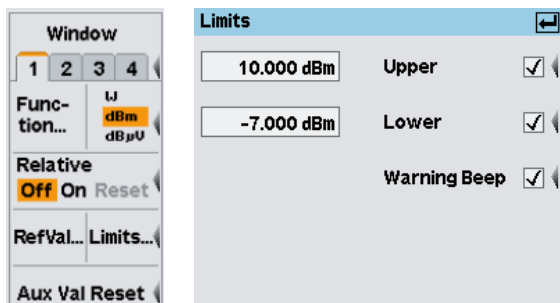 Window
1 2 3 4
Func-
tion...
W
dBm
dBµV
Relative
Off On Reset
RefVal... Limits...
Aux Val Reset
Limits
10.000 dBm Upper
-7.000 dBm Lower
Warning Beep